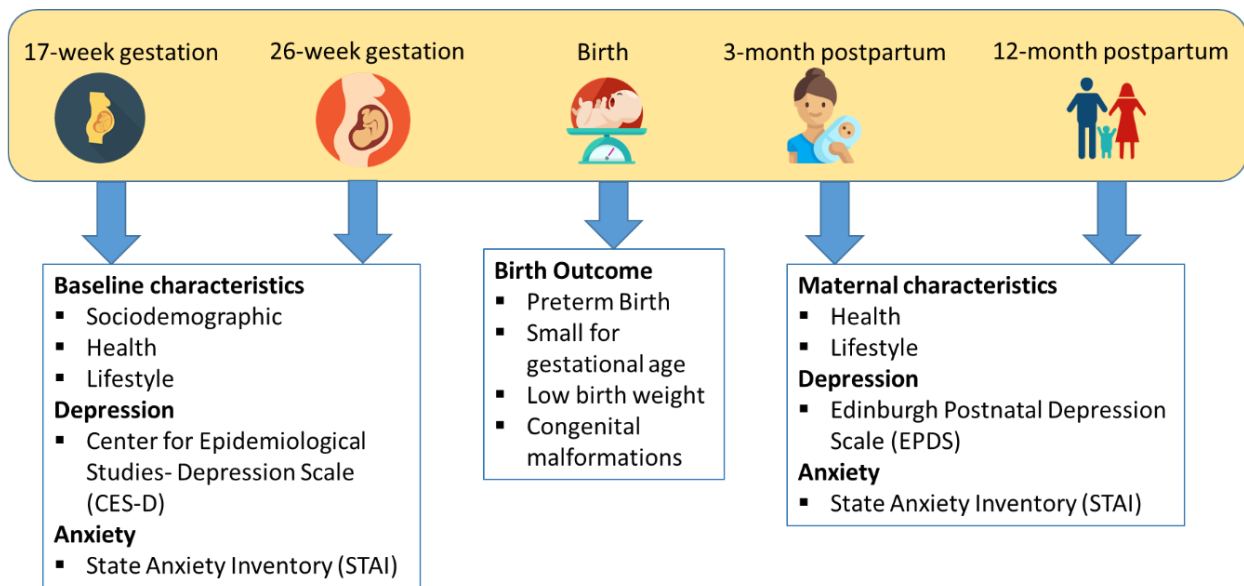 17-week gestation
26-week gestation
Birth
3-month postpartum
12-month postpartum
Baseline characteristics
▪ Sociodemographic
▪ Health
▪ Lifestyle
Depression
▪ Center for Epidemiological
Studies- Depression Scale
(CES-D)
Anxiety
▪ State Anxiety Inventory (STAI)
Birth Outcome
▪ Preterm Birth
▪ Small for
gestational age
▪ Low birth weight
▪ Congenital
malformations
Maternal characteristics
▪ Health
▪ Lifestyle
Depression
▪ Edinburgh Postnatal Depression
Scale (EPDS)
Anxiety
▪ State Anxiety Inventory (STAI)